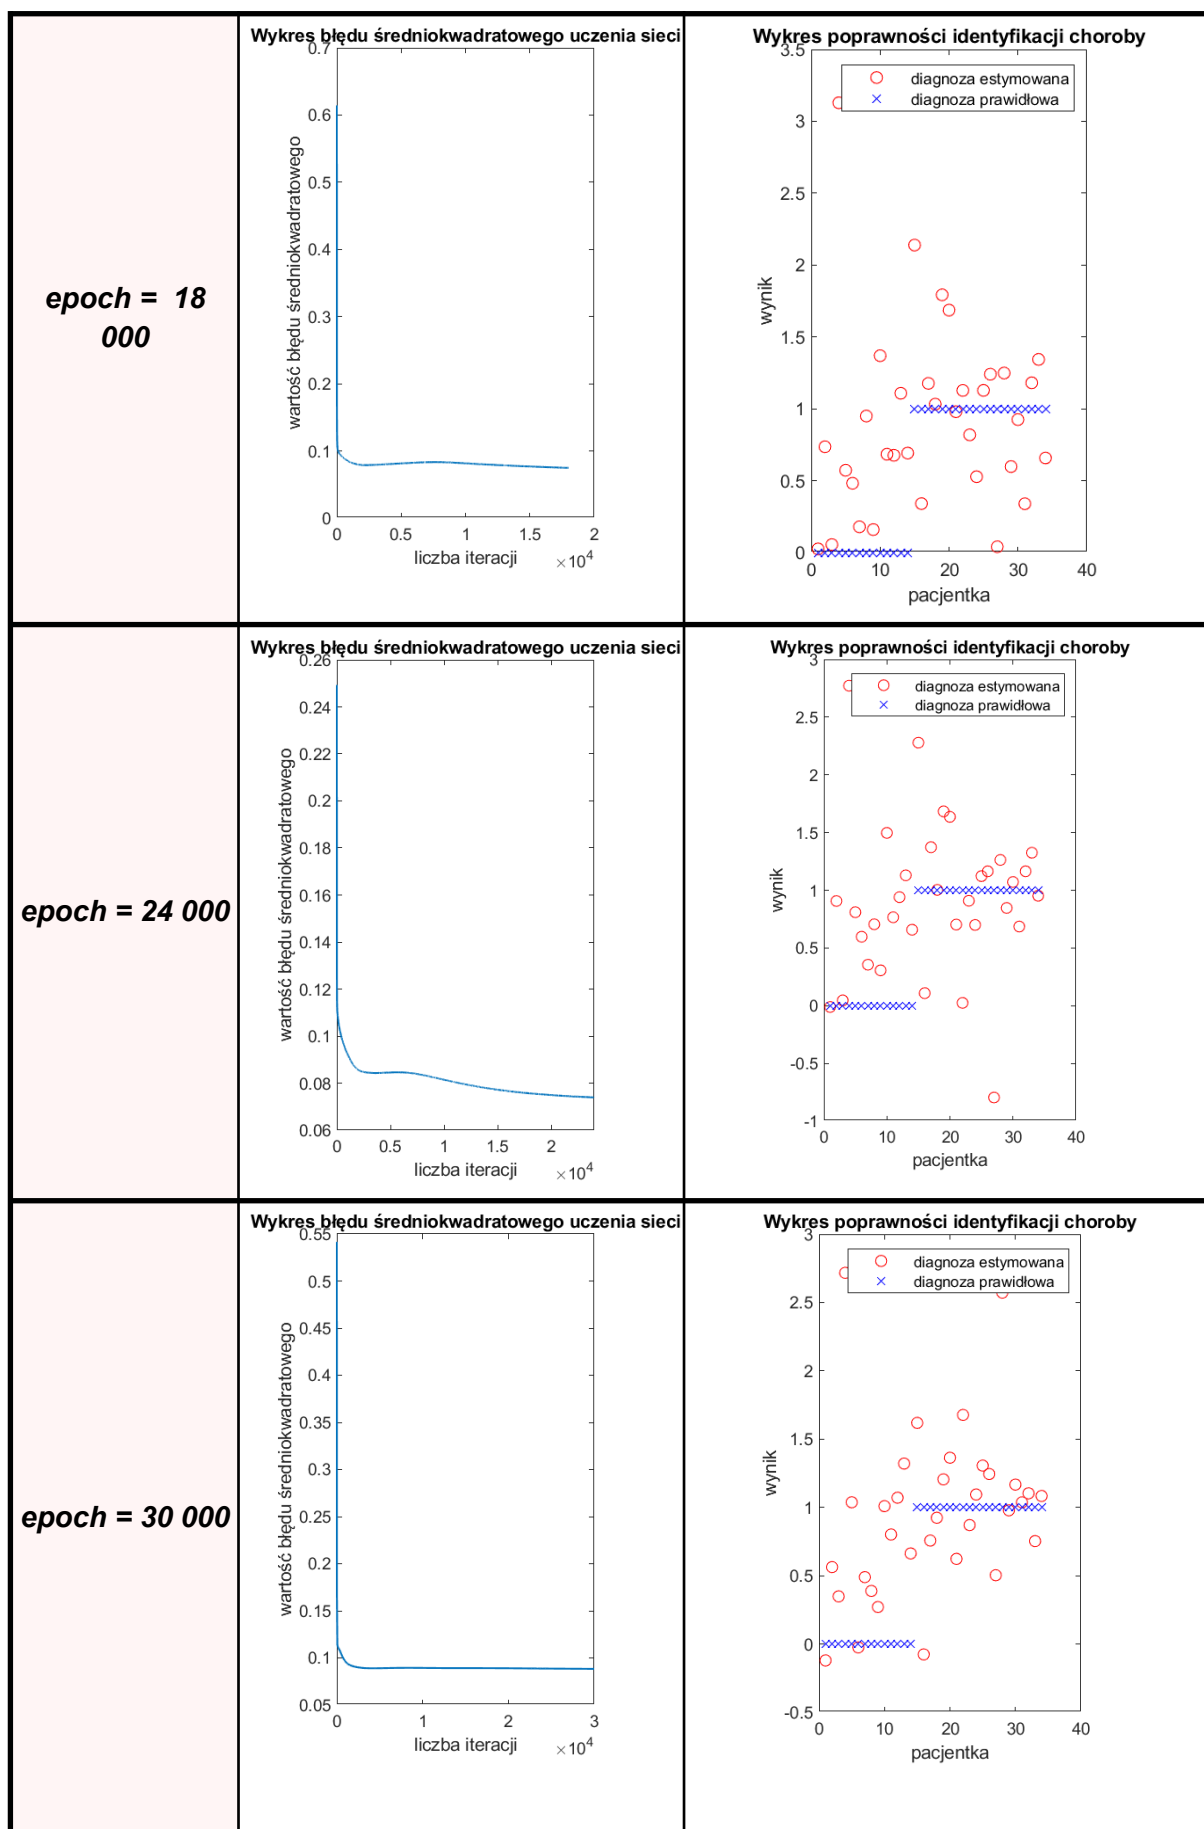 epoch = 18
000
Wykres błędu średniokwadratowego uczenia sieci
0.7
0.6
0.5
0.4
0.3
0.2
0.1
0
wartość błędu średniokwadratowego
0 0.5 1 1.5 2
liczba iteracji ×10⁴
Wykres poprawności identyfikacji choroby
diagnoza estymowana
diagnoza prawidłowa
3.5
3
2.5
2
1.5
1
0.5
0
wynik
0 10 20 30 40
pacjentka
epoch = 24 000
Wykres błędu średniokwadratowego uczenia sieci
0.26
0.24
0.22
0.2
0.18
0.16
0.14
0.12
0.1
0.08
0.06
wartość błędu średniokwadratowego
0 0.5 1 1.5 2
liczba iteracji ×10⁴
Wykres poprawności identyfikacji choroby
diagnoza estymowana
diagnoza prawidłowa
3
2.5
2
1.5
1
0.5
0
-0.5
-1
wynik
0 10 20 30 40
pacjentka
epoch = 30 000
Wykres błędu średniokwadratowego uczenia sieci
0.55
0.5
0.45
0.4
0.35
0.3
0.25
0.2
0.15
0.1
0.05
wartość błędu średniokwadratowego
0 1 2 3
liczba iteracji ×10⁴
Wykres poprawności identyfikacji choroby
diagnoza estymowana
diagnoza prawidłowa
3
2.5
2
1.5
1
0.5
0
-0.5
wynik
0 10 20 30 40
pacjentka